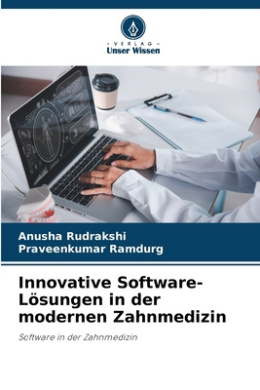 VERLAG
Unser Wissen
Anusha Rudrakshi
Praveenkumar Ramdurg
Innovative Software-
Lösungen in der
modernen Zahnmedizin
Software in der Zahnmedizin